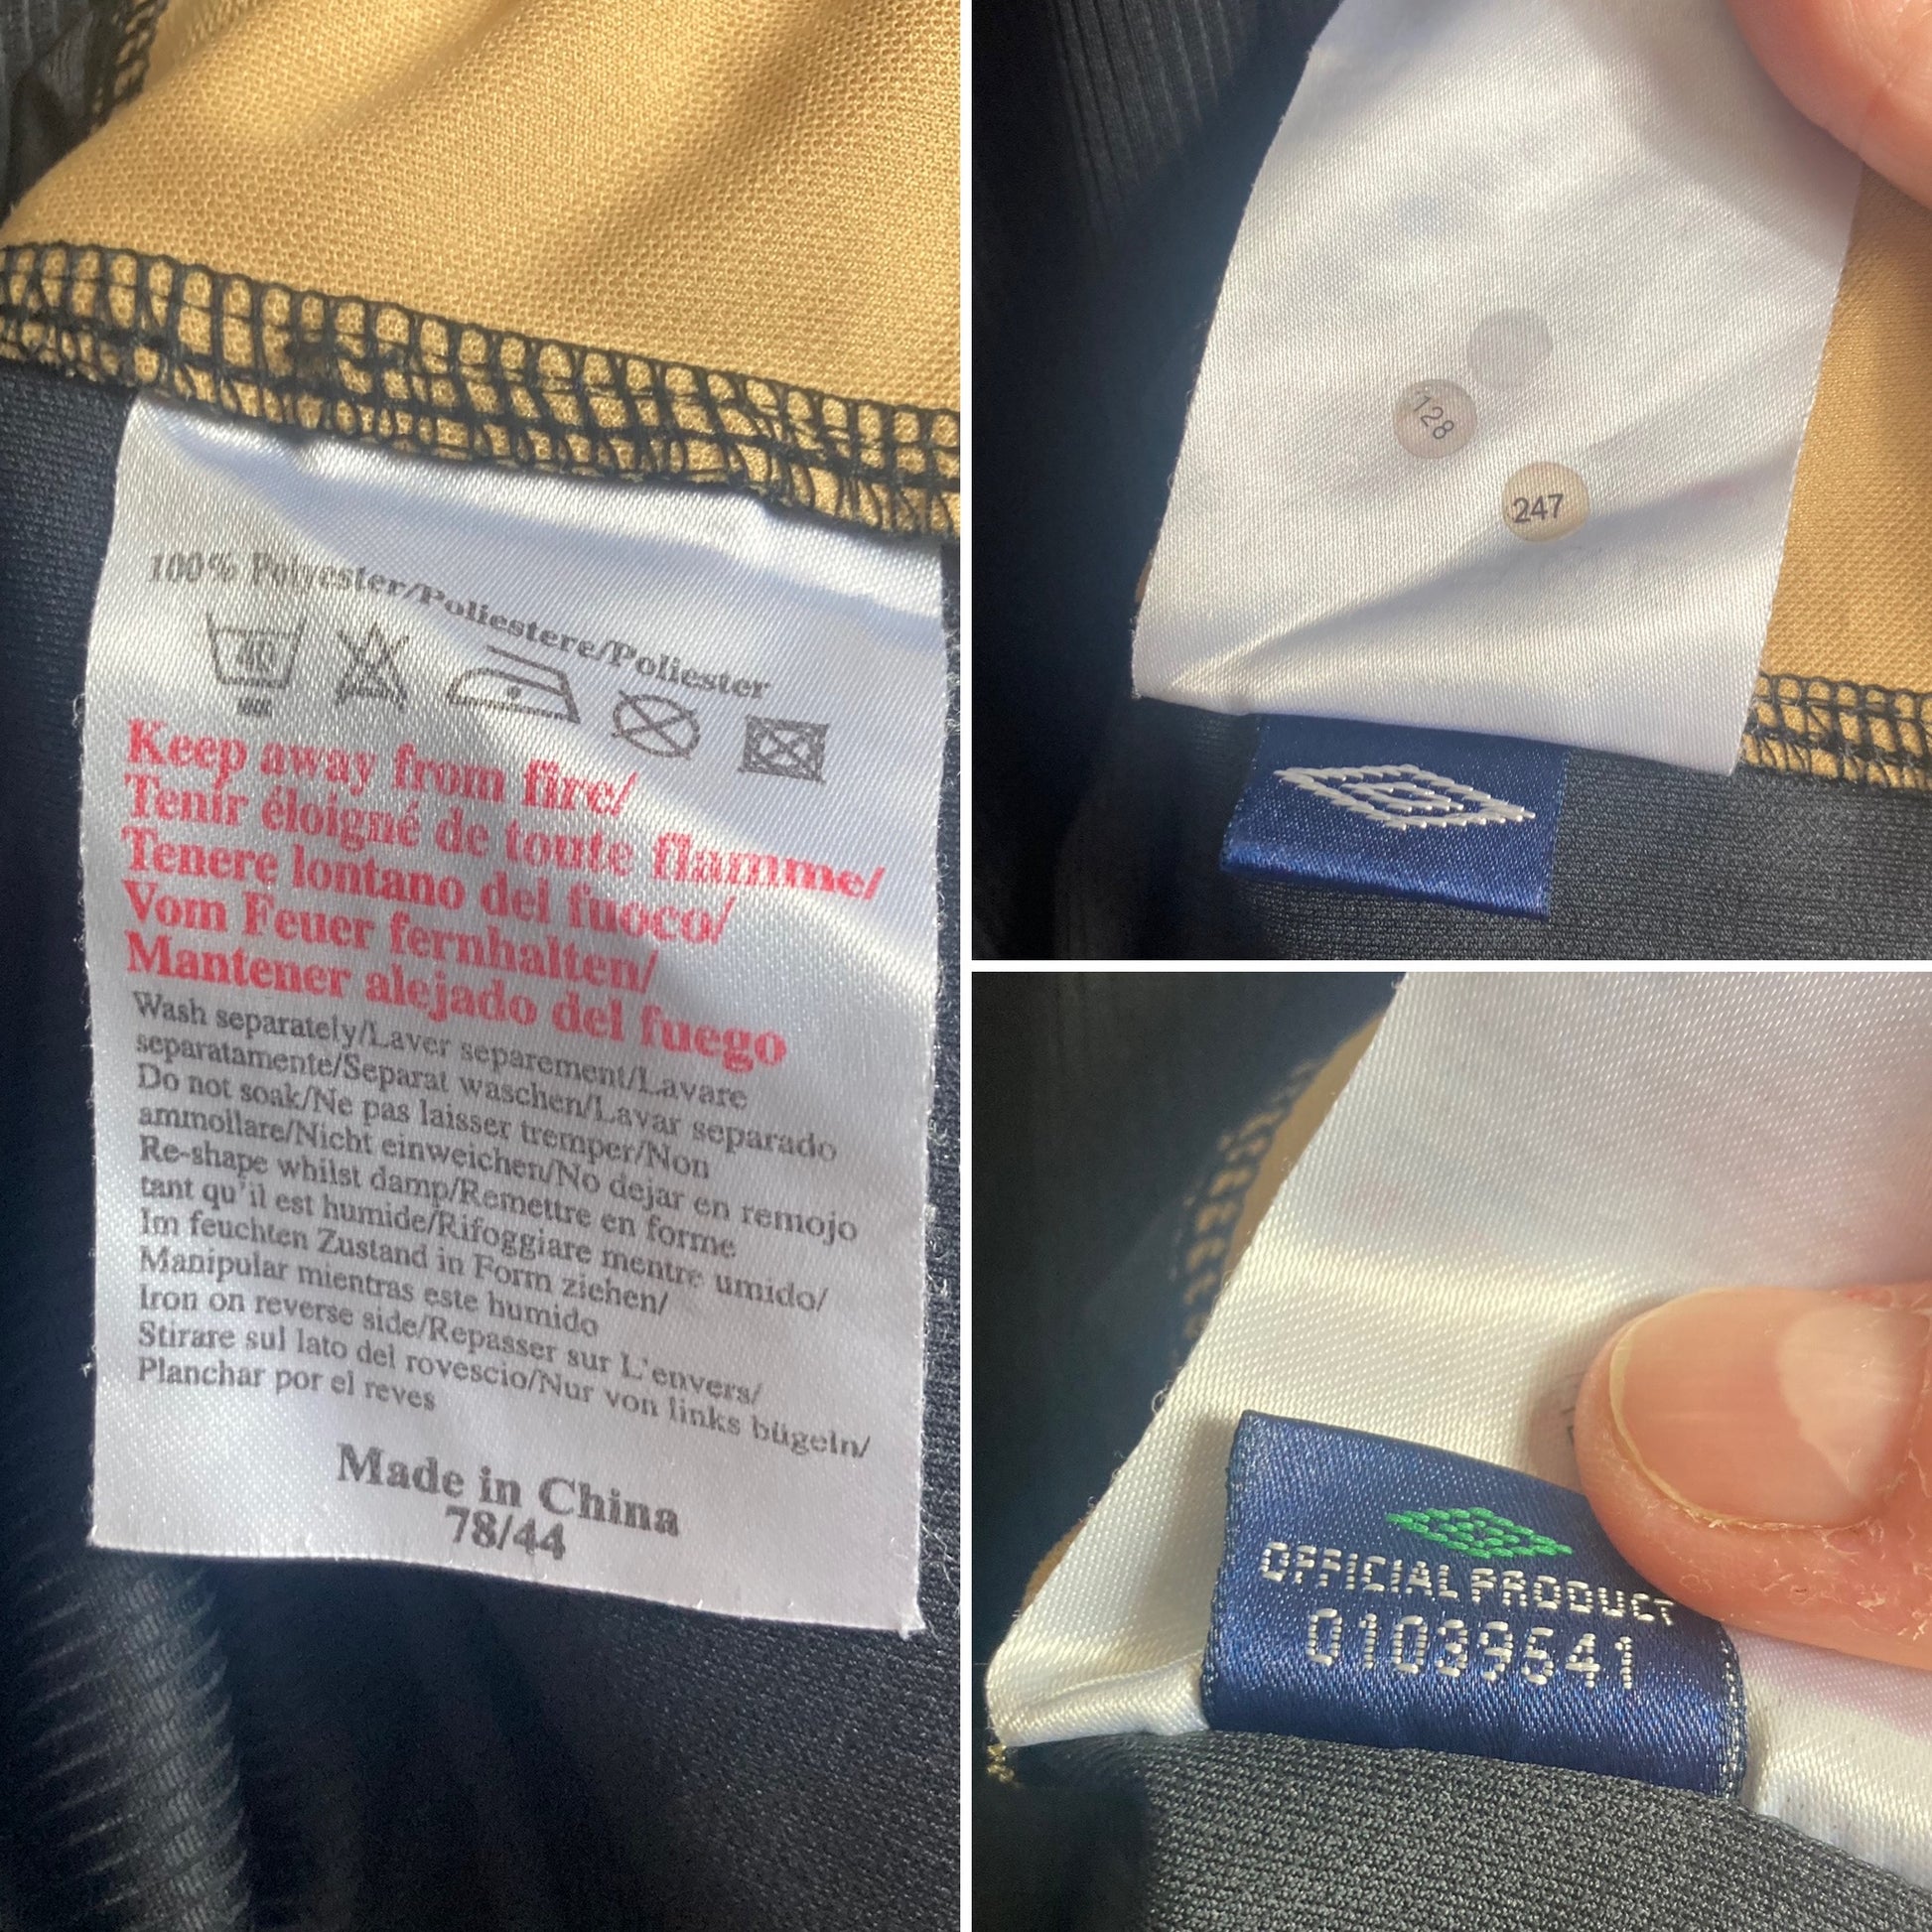 100% Polyester/Poliestere/Poliester
40
Keep away from fire/
Tenir éloigné de toute flamme/
Tenere lontano del fuoco/
Vom Feuer fernhalten/
Mantener alejado del fuego
Wash separately/Laver separement/Lavare
separatamente/Separat waschen/Lavar separado
Do not soak/Ne pas laisser tremper/Non
ammollare/Nicht einweichen/No dejar en remojo
Re-shape whilst damp/Remettre en forme
tant qu'il est humide/Rifoggiare mentre umido/
Im feuchten Zustand in Form ziehen/
Manipular mientras este humido
Iron on reverse side/Repasser sur L'envers/
Stirare sul lato del rovescio/Nur von links bügeln/
Planchar por el reves
Made in China
78/44
128
247
OFFICIAL PRODUCT
01039541